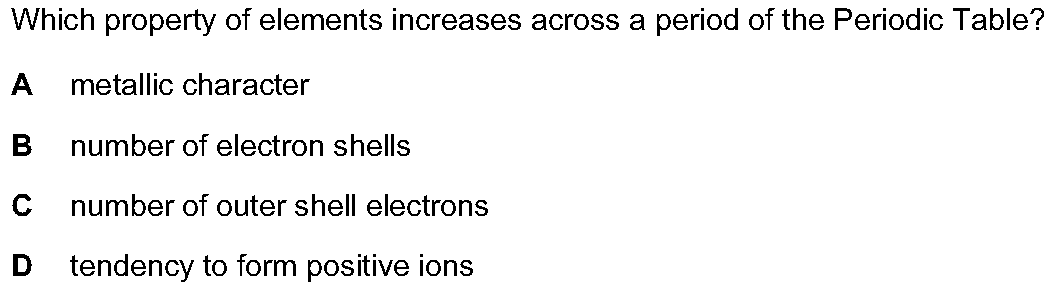 Which property of elements increases across a period of the Periodic Table?
A metallic character
B number of electron shells
C number of outer shell electrons
D tendency to form positive ions